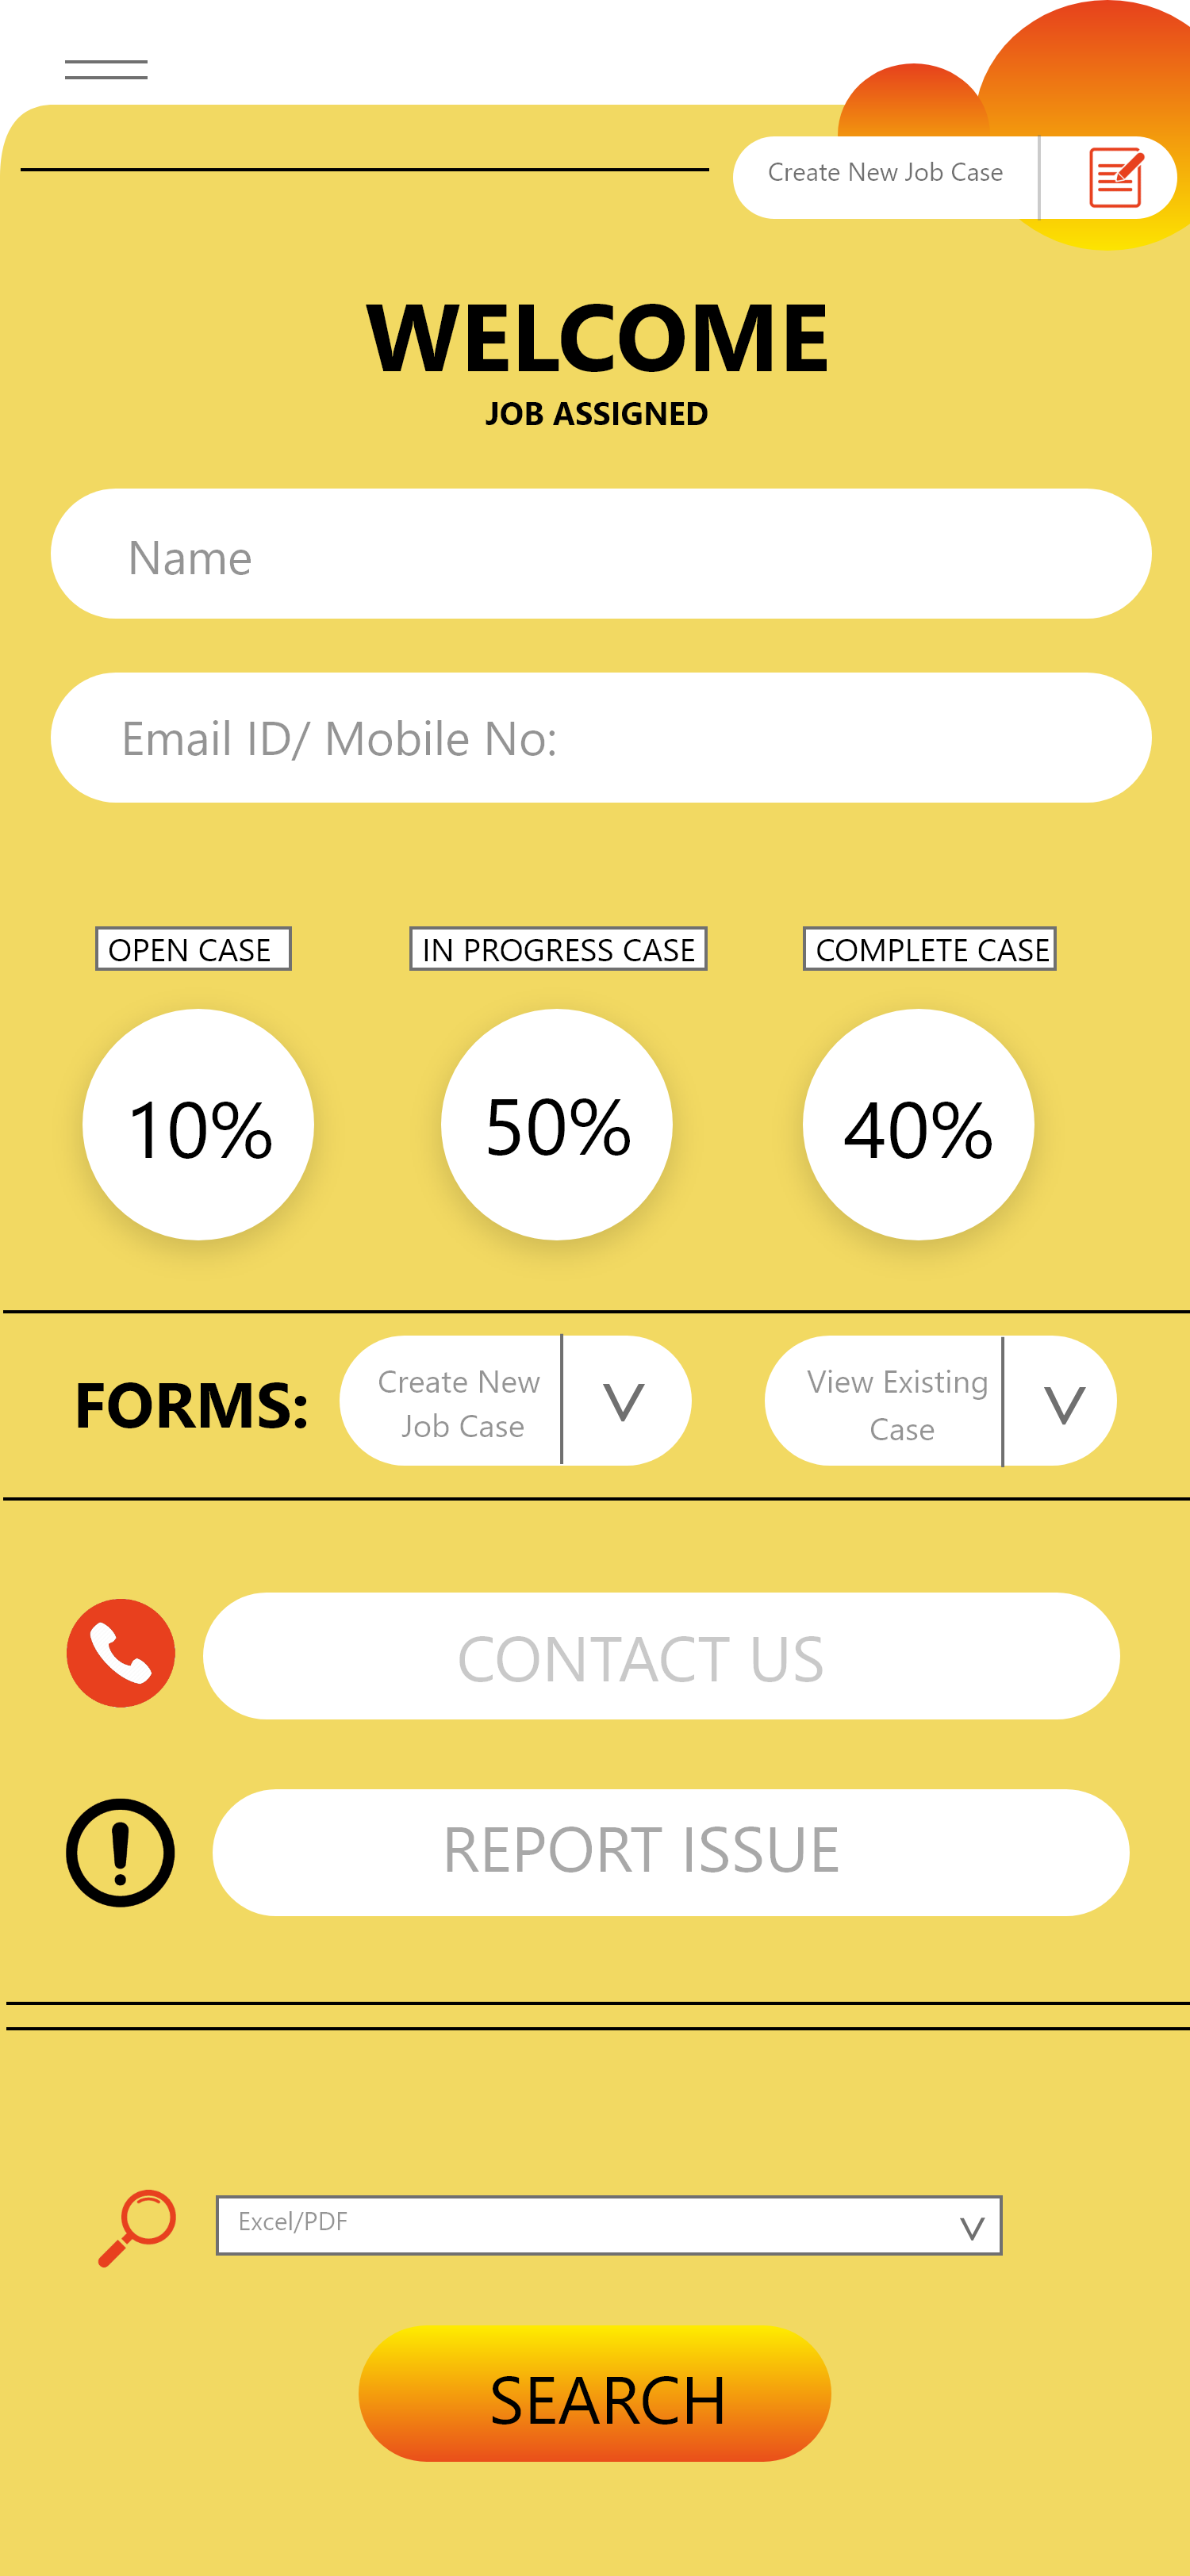 Create New Job Case
WELCOME
JOB ASSIGNED
Name
Email ID/ Mobile No:
OPEN CASE
IN PROGRESS CASE
COMPLETE CASE
10%
50%
40%
FORMS:
Create New
Job Case
View Existing
Case
CONTACT US
REPORT ISSUE
Excel/PDF
SEARCH